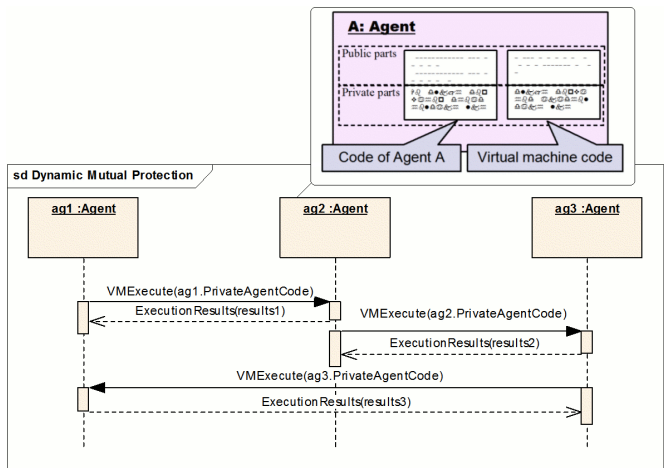 A: Agent
Public parts
Private parts
Code of Agent A
Virtual machine code
sd Dynamic Mutual Protection
ag1 :Agent
ag2 :Agent
ag3 :Agent
VMExecute(ag1.PrivateAgentCode)
ExecutionResults(results1)
VMExecute(ag2.PrivateAgentCode)
ExecutionResults(results2)
VMExecute(ag3.PrivateAgentCode)
ExecutionResults(results3)